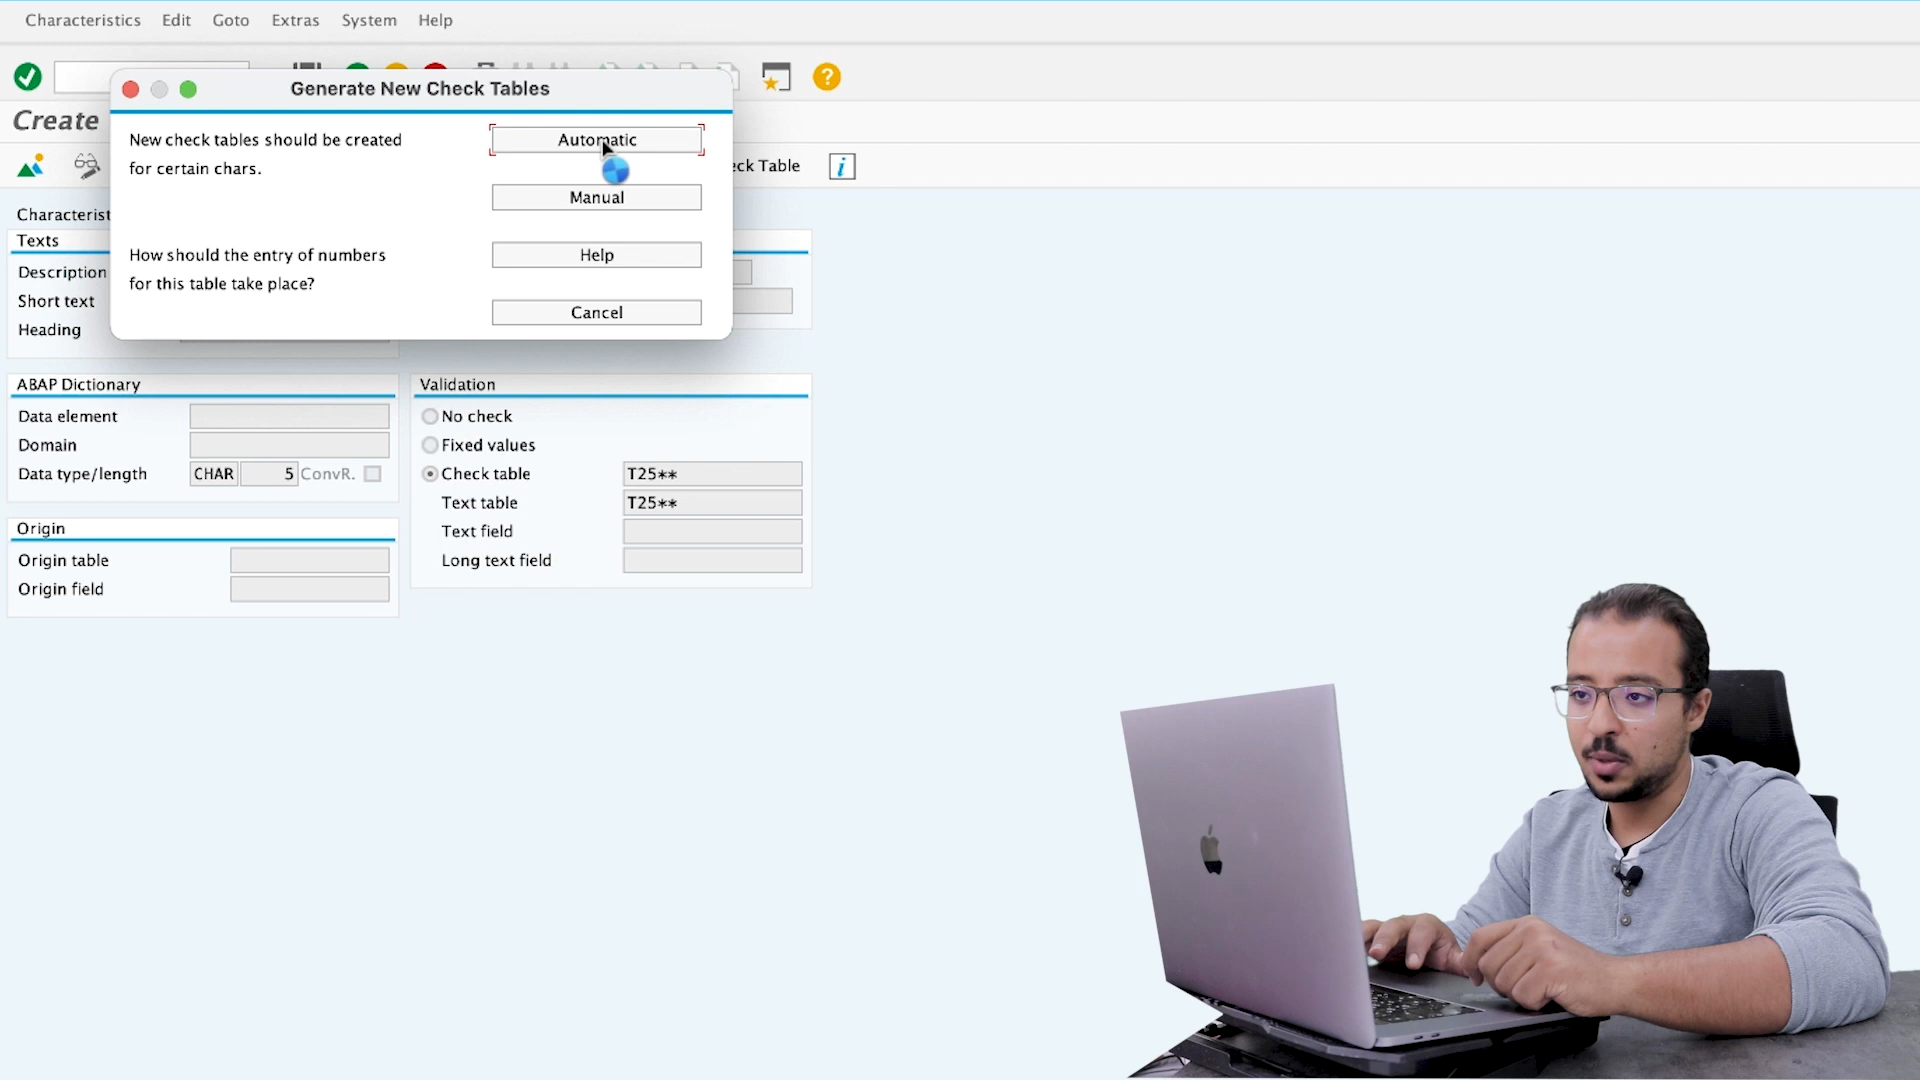 Characteristics Edit Goto Extras System Help
Generate New Check Tables
Create
New check tables should be created
for certain chars.
Automatic
Manual
How should the entry of numbers
for this table take place?
Help
Cancel
eck Table
Characterist
Texts
Description
Short text
Heading
ABAP Dictionary
Data element
Domain
Data type/length CHAR 5 ConvR.
Validation
No check
Fixed values
Check table T25**
Text table T25**
Text field
Long text field
Origin
Origin table
Origin field